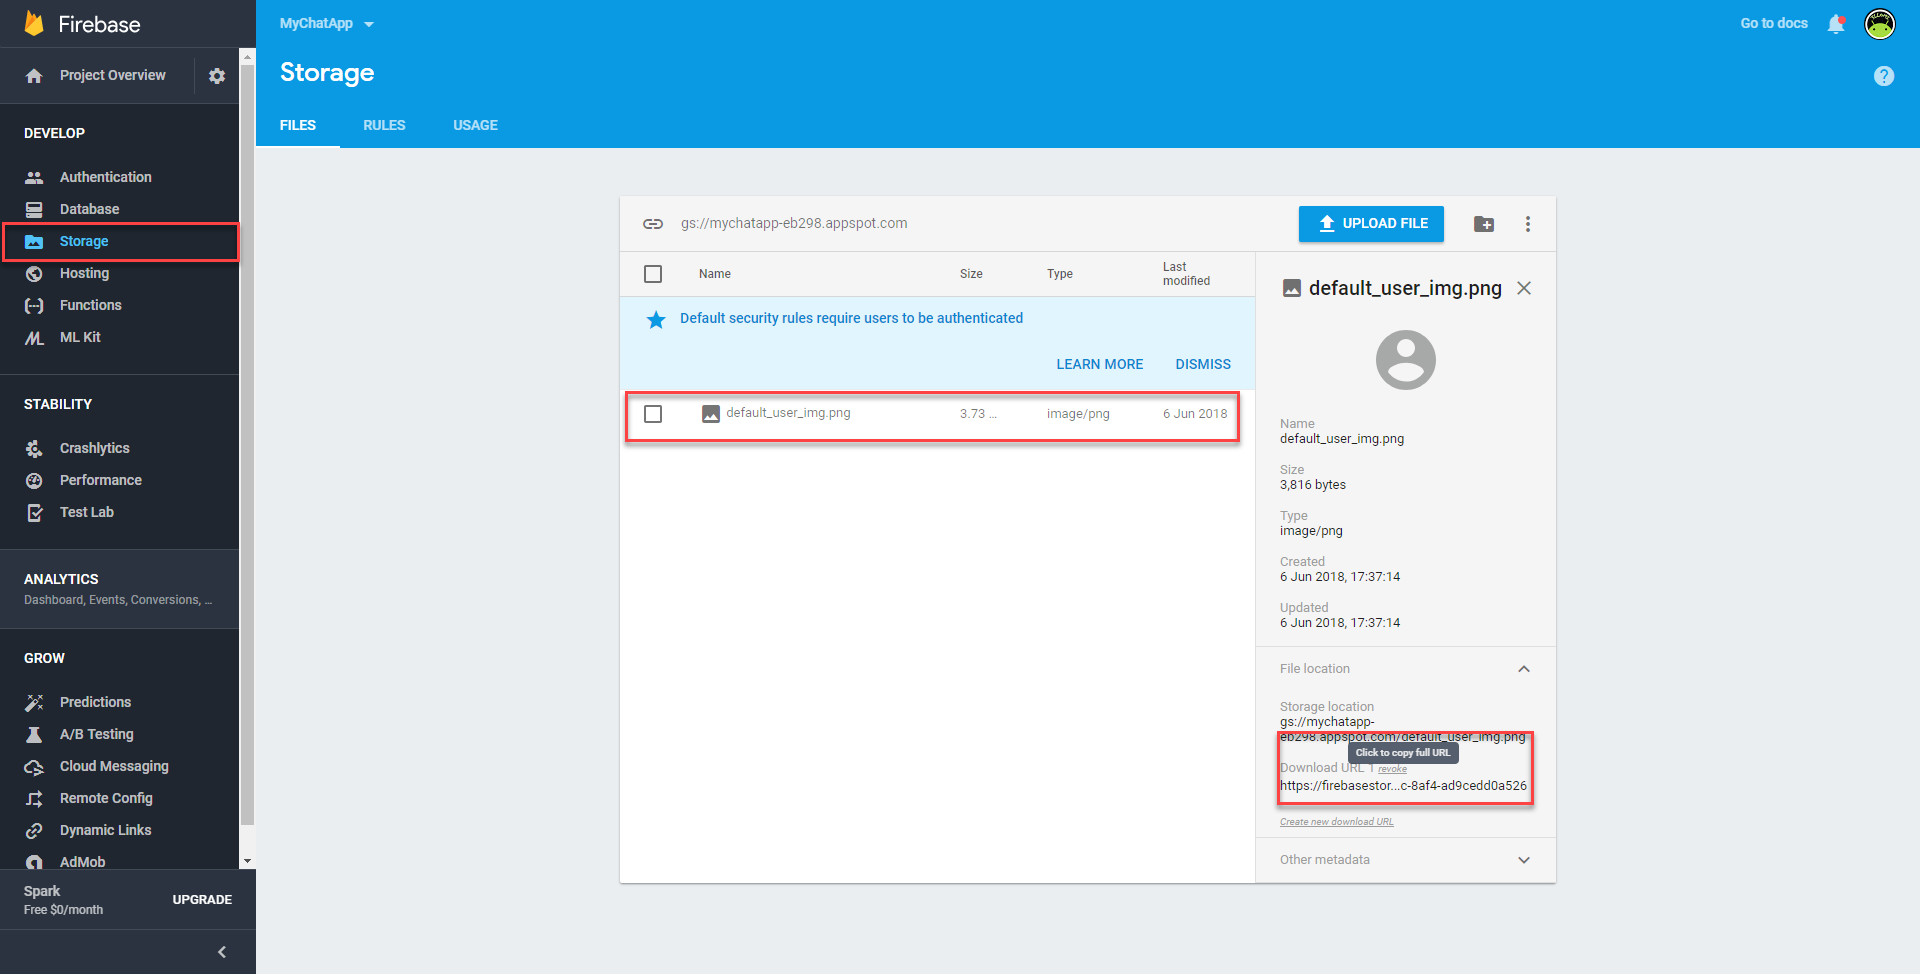 Firebase
Project Overview
DEVELOP
Authentication
Database
Storage
Hosting
Functions
ML Kit
STABILITY
Crashlytics
Performance
Test Lab
ANALYTICS
Dashboard, Events, Conversions, ...
GROW
Predictions
A/B Testing
Cloud Messaging
Remote Config
Dynamic Links
AdMob
Spark
Free $0/month
UPGRADE
MyChatApp
Go to docs
Storage
FILES RULES USAGE
gs://mychatapp-eb298.appspot.com
UPLOAD FILE
Name Size Type Last modified
Default security rules require users to be authenticated
LEARN MORE DISMISS
default_user_img.png 3.73 ... image/png 6 Jun 2018
default_user_img.png
Name
default_user_img.png
Size
3,816 bytes
Type
image/png
Created
6 Jun 2018, 17:37:14
Updated
6 Jun 2018, 17:37:14
File location
Storage location
gs://mychatapp-
eb298.appspot.com/default_user_img.png
Click to copy full URL
Download URL 1 revoke
https://firebasestor...c-8af4-ad9cedd0a526
Create new download URL
Other metadata